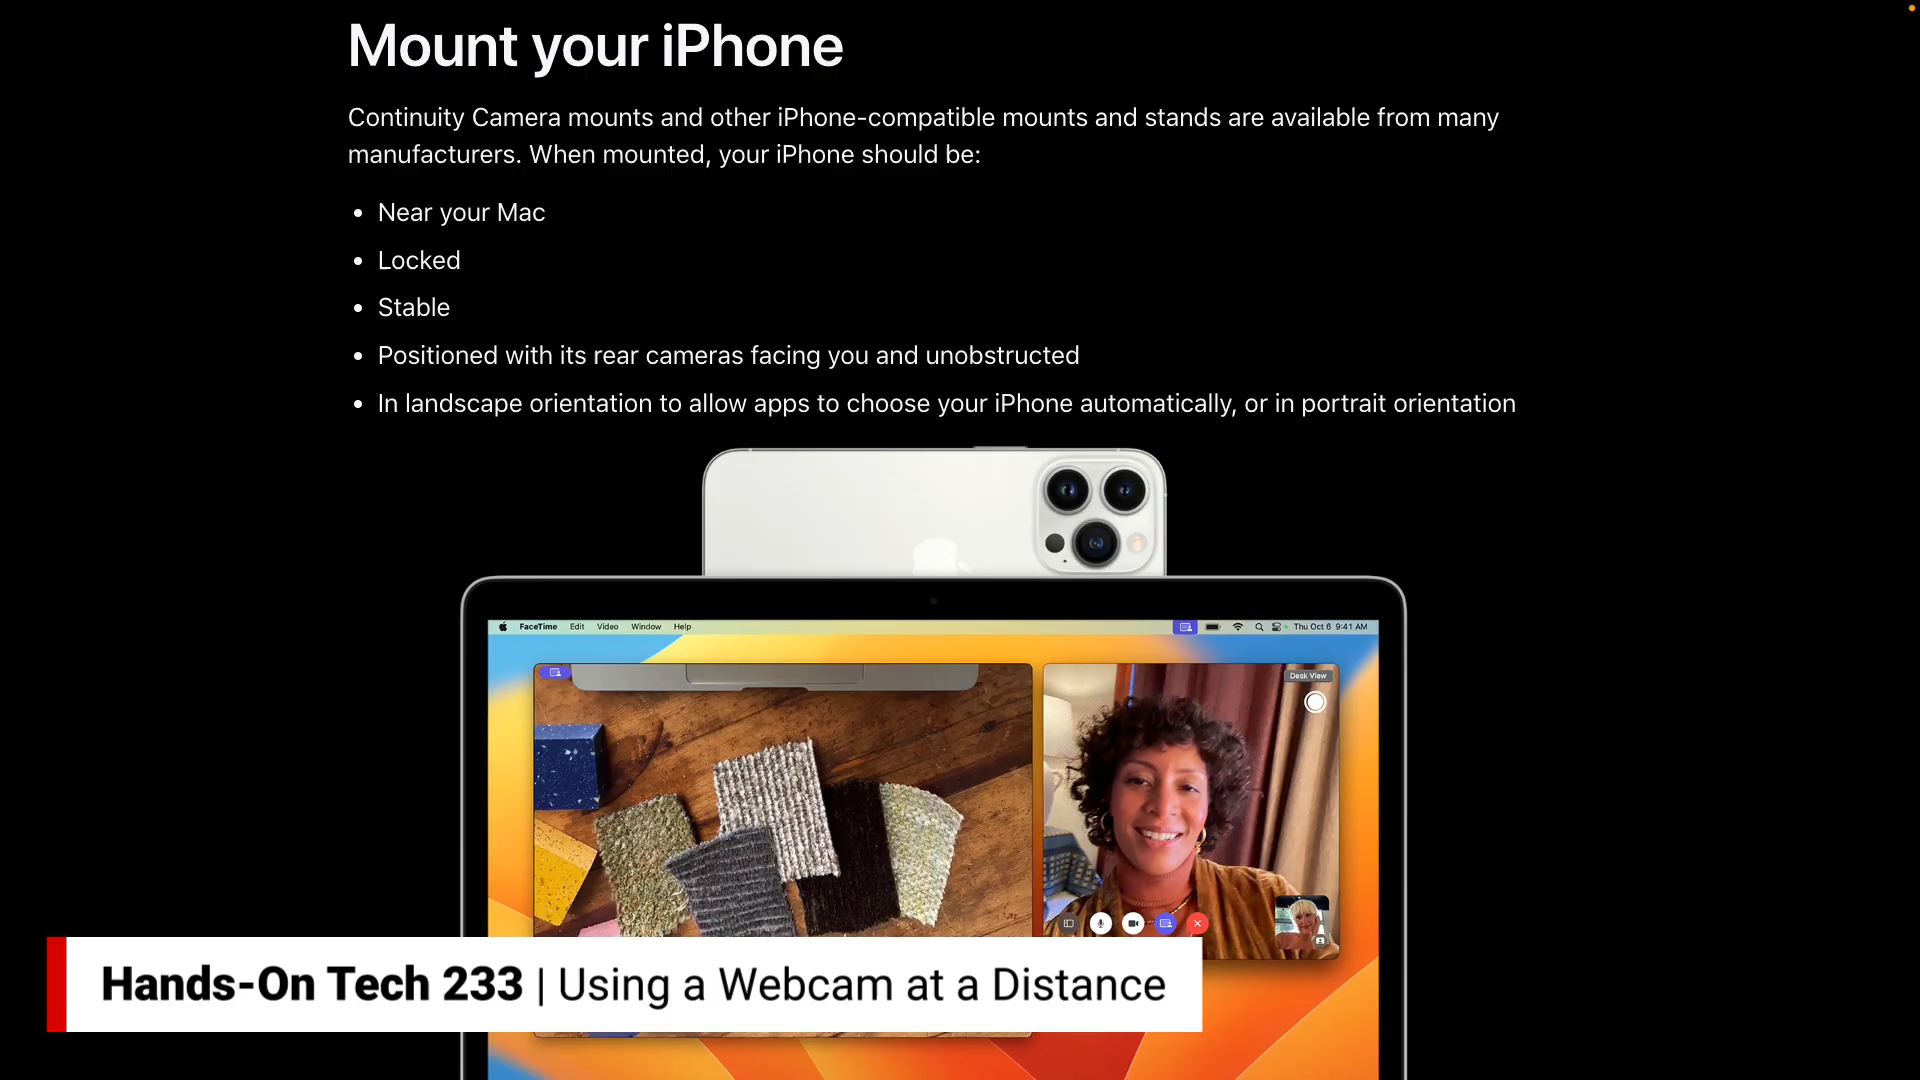 Mount your iPhone
Continuity Camera mounts and other iPhone-compatible mounts and stands are available from many
manufacturers. When mounted, your iPhone should be:
• Near your Mac
• Locked
• Stable
• Positioned with its rear cameras facing you and unobstructed
• In landscape orientation to allow apps to choose your iPhone automatically, or in portrait orientation
FaceTime Edit Video Window Help Thu Oct 6 9:41 AM
Desk View
Hands-On Tech 233 | Using a Webcam at a Distance